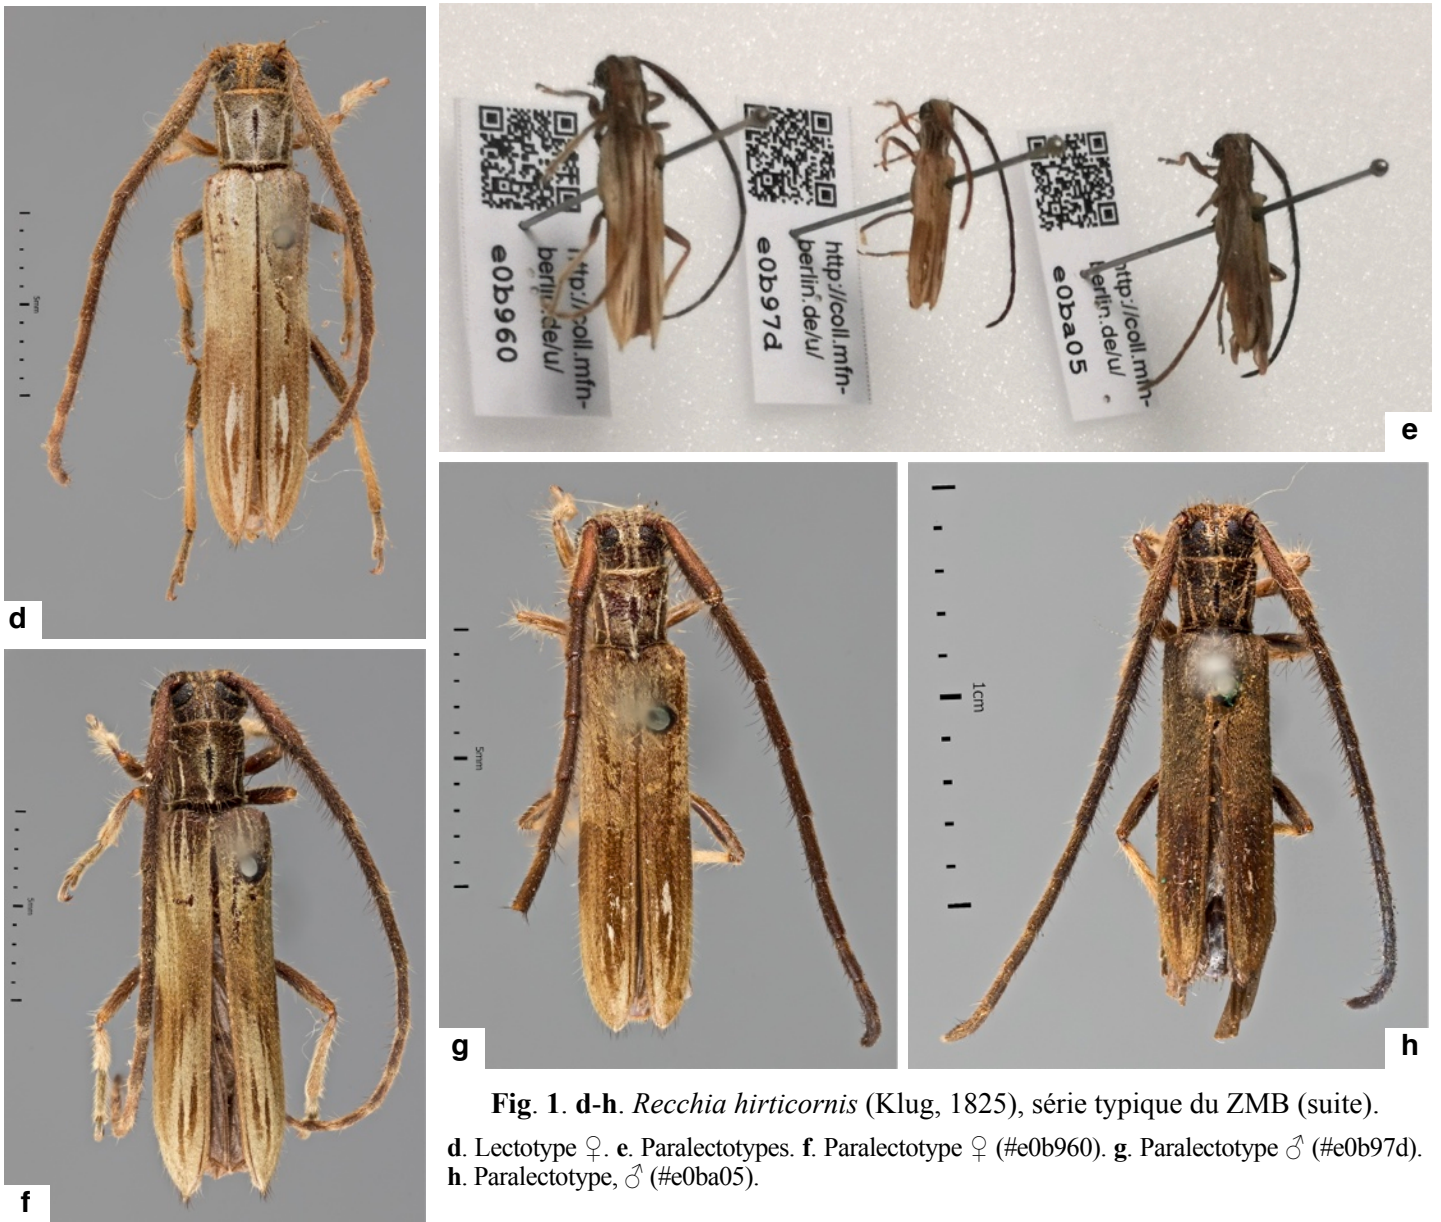 5mm
d
http://coll.mfn-
berlin.de/u/
e0b960
http://coll.mfn-
berlin.de/u/
e0b97d
http://coll.mfn-
berlin.de/u/
e0ba05
e
5mm
f
5mm
g
1cm
h
Fig. 1. d-h. Recchia hirticornis (Klug, 1825), série typique du ZMB (suite).
d. Lectotype ♀. e. Paralectotypes. f. Paralectotype ♀ (#e0b960). g. Paralectotype ♂ (#e0b97d).
h. Paralectotype, ♂ (#e0ba05).